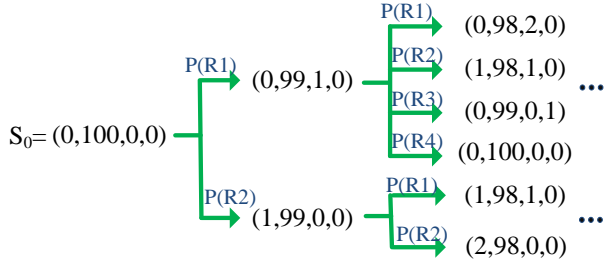 P(R1) (0,98,2,0)
P(R2) (1,98,1,0)
P(R1) (0,99,1,0) ...
P(R3) (0,99,0,1)
S₀= (0,100,0,0)
P(R4) (0,100,0,0)
P(R1) (1,98,1,0)
P(R2) (1,99,0,0) ...
P(R2) (2,98,0,0)